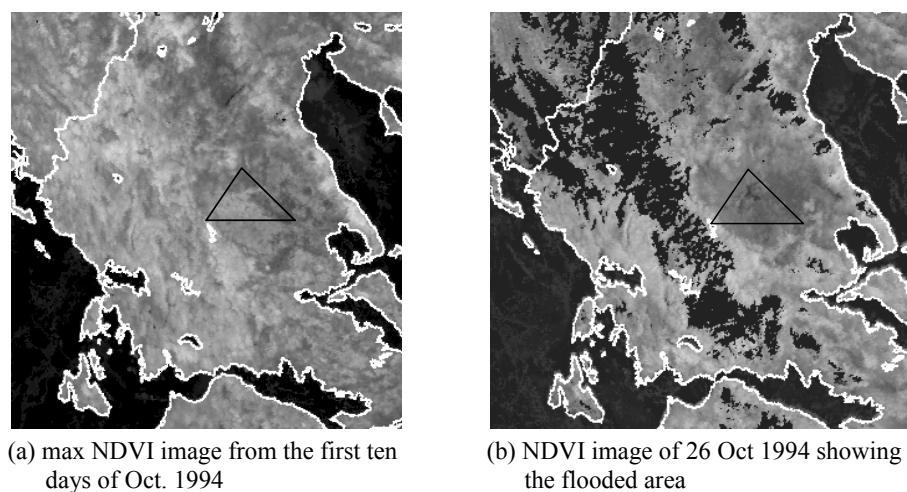 (a) max NDVI image from the first ten
days of Oct. 1994
(b) NDVI image of 26 Oct 1994 showing
the flooded area